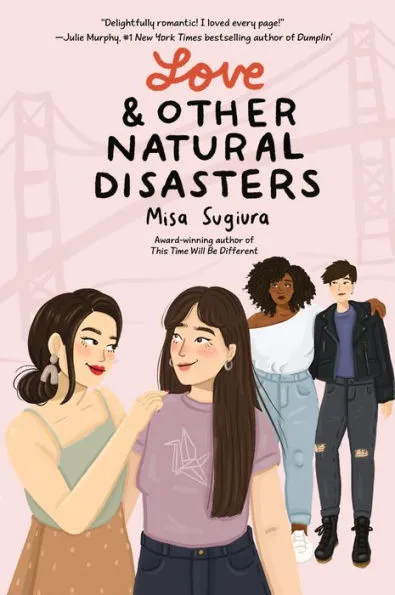 "Delightfully romantic! I loved every page!"
—Julie Murphy, #1 New York Times bestselling author of Dumplin'
Love
& OTHER
NATURAL
DISASTERS
Misa Sugiura
Award-winning author of
This Time Will Be Different